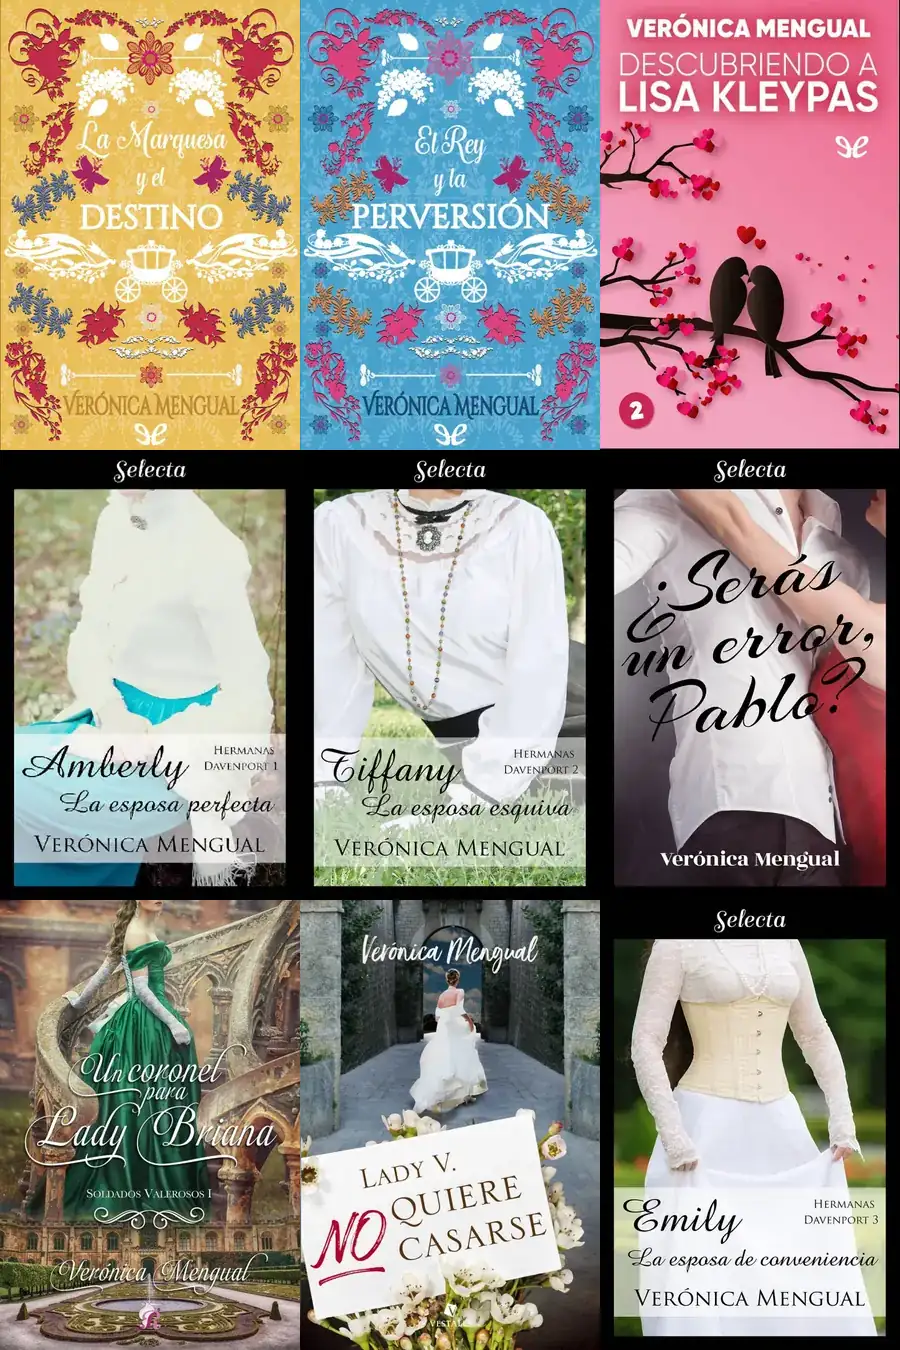 La Marquesa
y el
DESTINO
VERÓNICA MENGUAL
El Rey
y la
PERVERSIÓN
VERÓNICA MENGUAL
VERÓNICA MENGUAL
DESCUBRIENDO A
LISA KLEYPAS
2
Selecta
Amberly
HERMANAS
DAVENPORT 1
La esposa perfecta
VERÓNICA MENGUAL
Selecta
Tiffany
HERMANAS
DAVENPORT 2
La esposa esquiva
VERÓNICA MENGUAL
Selecta
¿Serás
un error,
Pablo?
Verónica Mengual
Un coronel
para
Lady Briana
SOLDADOS VALEROSOS I
Verónica Mengual
Verónica Mengual
LADY V.
NO QUIERE
CASARSE
VESTALES
Selecta
Emily
HERMANAS
DAVENPORT 3
La esposa de conveniencia
VERÓNICA MENGUAL